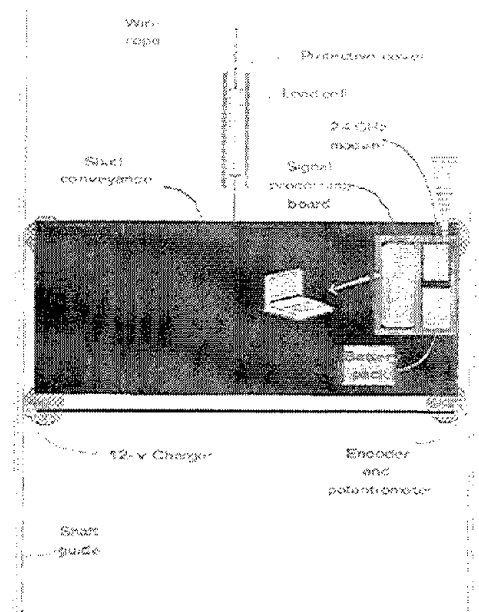 Wire
rope
Protection cover
Load cell
2.4 GHz
modem
Skid
conveyance
Signal
processing
board
Battery
pack
12-v Charger
Encoder
and
potentiometer
Shaft
guide